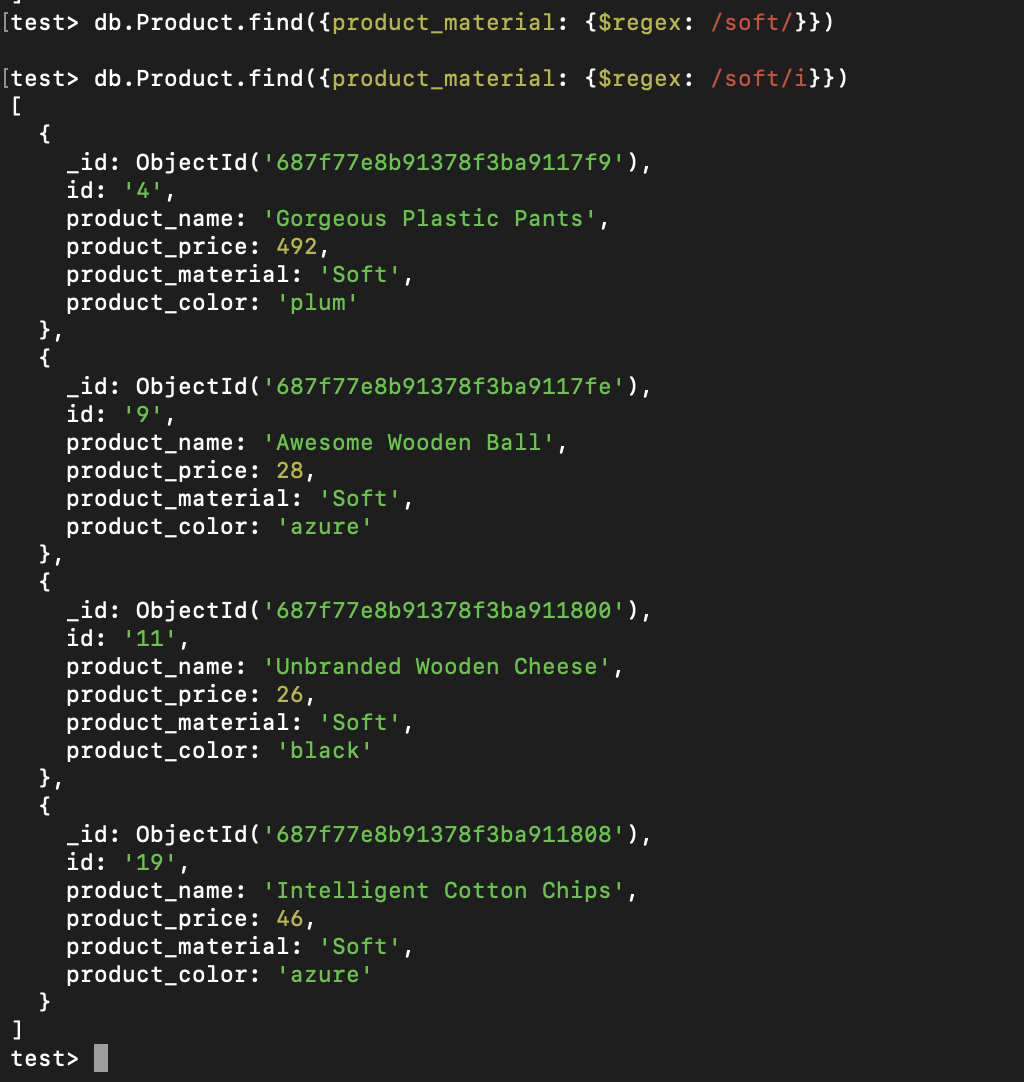 [test> db.Product.find({product_material: {$regex: /soft/}})
[test> db.Product.find({product_material: {$regex: /soft/i}})
[
  {
    _id: ObjectId('687f77e8b91378f3ba9117f9'),
    id: '4',
    product_name: 'Gorgeous Plastic Pants',
    product_price: 492,
    product_material: 'Soft',
    product_color: 'plum'
  },
  {
    _id: ObjectId('687f77e8b91378f3ba9117fe'),
    id: '9',
    product_name: 'Awesome Wooden Ball',
    product_price: 28,
    product_material: 'Soft',
    product_color: 'azure'
  },
  {
    _id: ObjectId('687f77e8b91378f3ba911800'),
    id: '11',
    product_name: 'Unbranded Wooden Cheese',
    product_price: 26,
    product_material: 'Soft',
    product_color: 'black'
  },
  {
    _id: ObjectId('687f77e8b91378f3ba911808'),
    id: '19',
    product_name: 'Intelligent Cotton Chips',
    product_price: 46,
    product_material: 'Soft',
    product_color: 'azure'
  }
]
test>